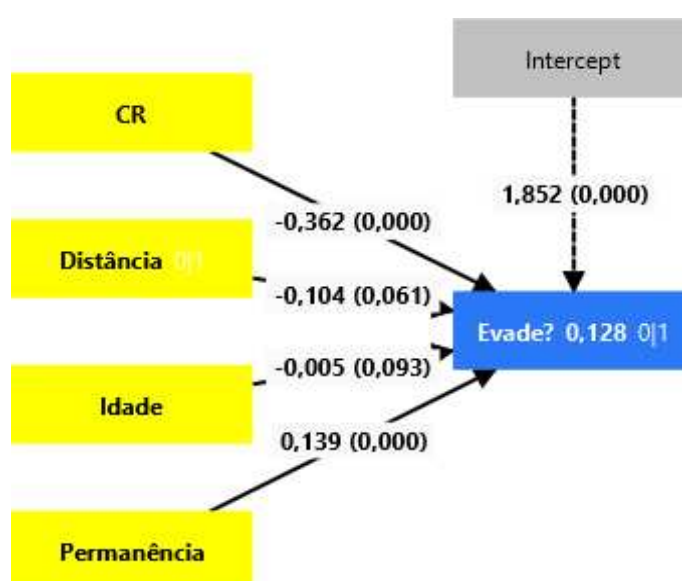 Intercept
CR
1,852 (0,000)
-0,362 (0,000)
Distância 0|1
-0,104 (0,061)
Evade? 0,128 0|1
-0,005 (0,093)
Idade
0,139 (0,000)
Permanência